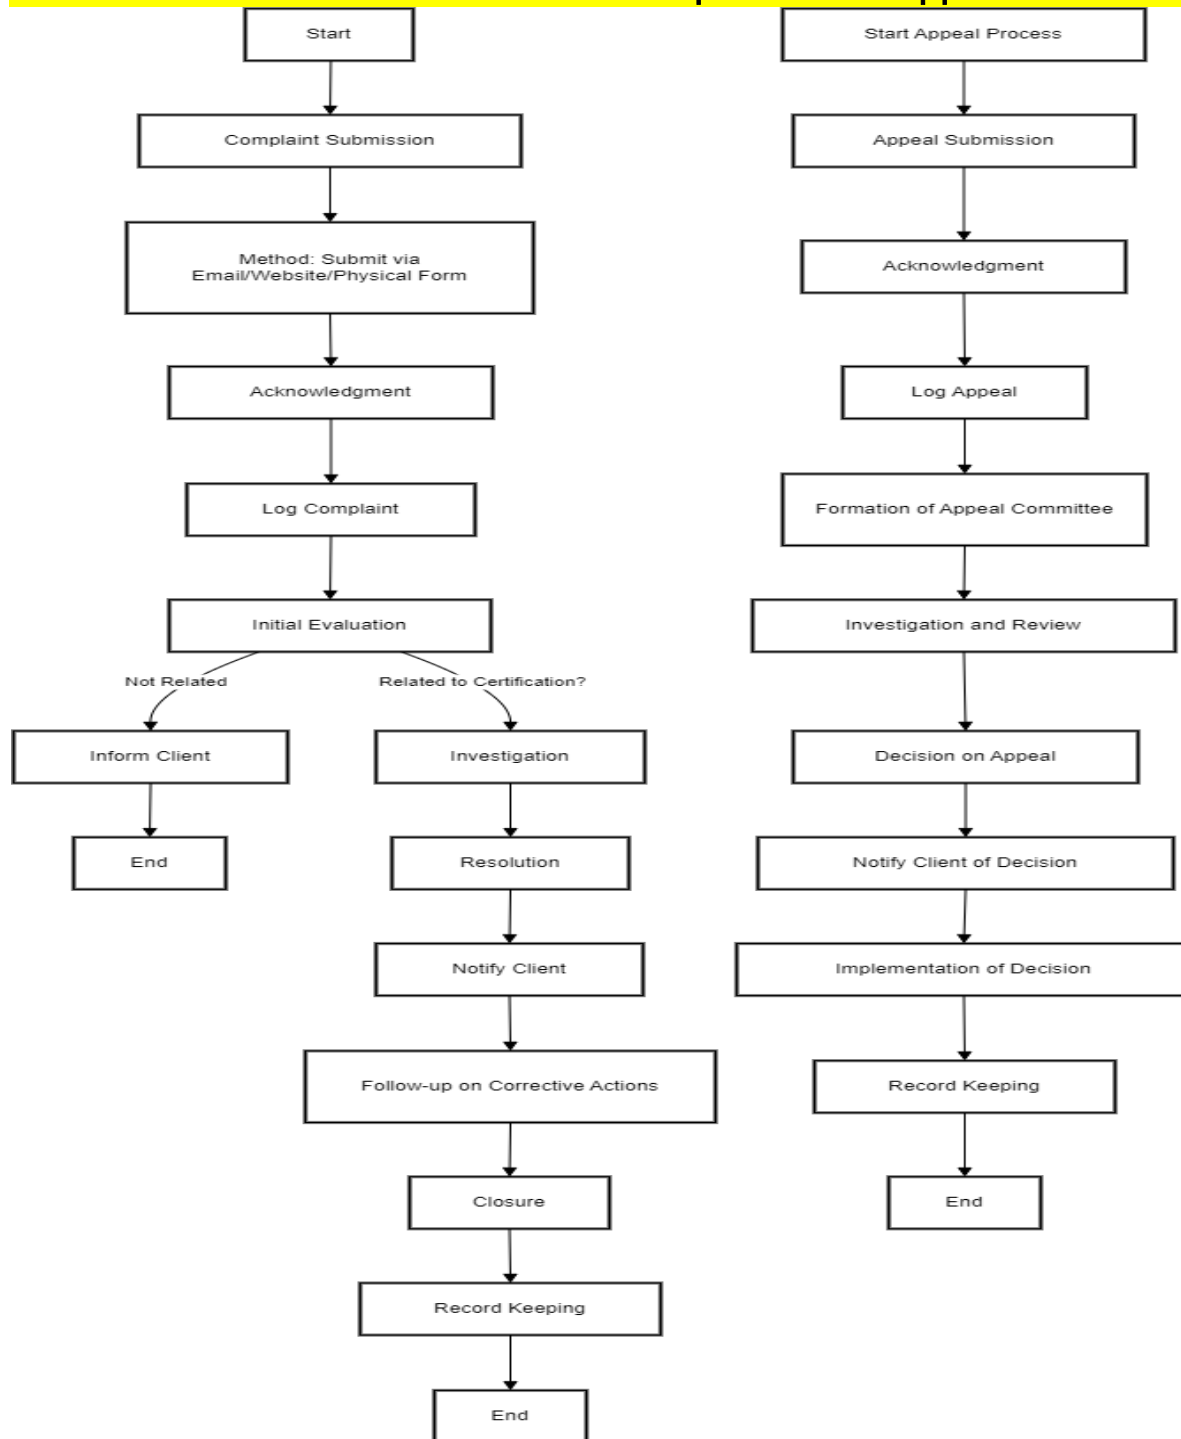 Start
Complaint Submission
Method: Submit via
Email/Website/Physical Form
Acknowledgment
Log Complaint
Initial Evaluation
Not Related
Related to Certification?
Inform Client
End
Investigation
Resolution
Notify Client
Follow-up on Corrective Actions
Closure
Record Keeping
End
Start Appeal Process
Appeal Submission
Acknowledgment
Log Appeal
Formation of Appeal Committee
Investigation and Review
Decision on Appeal
Notify Client of Decision
Implementation of Decision
Record Keeping
End